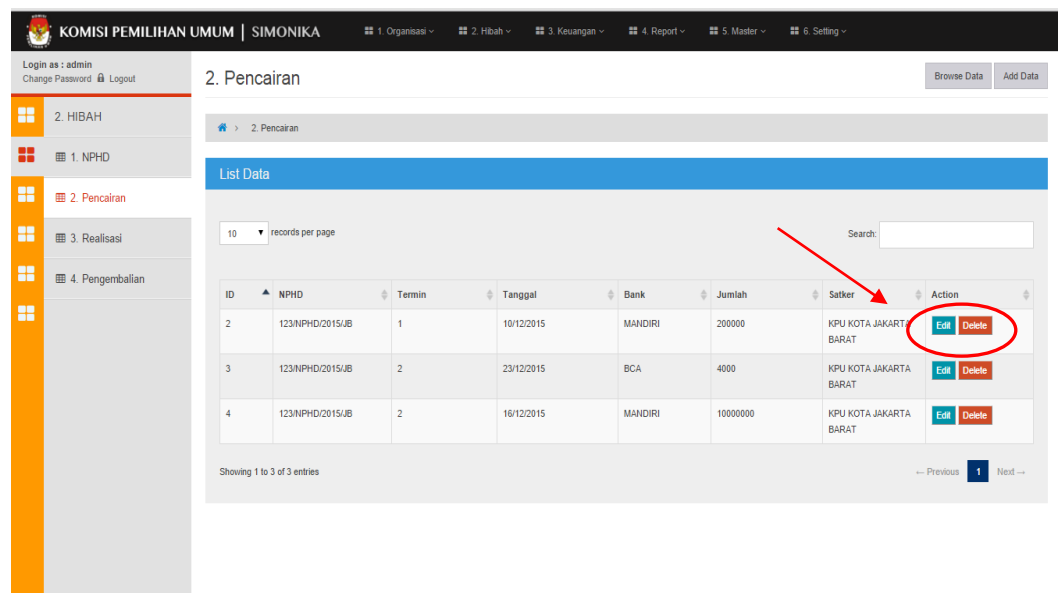 KOMISI PEMILIHAN UMUM | SIMONIKA 1. Organisasi 2. Hibah 3. Keuangan 4. Report 5. Master 6. Setting
Login as : admin
Change Password Logout
2. Pencairan
Browse Data Add Data
2. HIBAH
1. NPHD
2. Pencairan
3. Realisasi
4. Pengembalian
2. Pencairan
List Data
10 records per page
Search:
ID NPHD Termin Tanggal Bank Jumlah Satker Action
2 123/NPHD/2015/JB 1 10/12/2015 MANDIRI 200000 KPU KOTA JAKARTA Edit Delete
BARAT
3 123/NPHD/2015/JB 2 23/12/2015 BCA 4000 KPU KOTA JAKARTA Edit Delete
BARAT
4 123/NPHD/2015/JB 2 16/12/2015 MANDIRI 10000000 KPU KOTA JAKARTA Edit Delete
BARAT
Showing 1 to 3 of 3 entries
← Previous 1 Next →